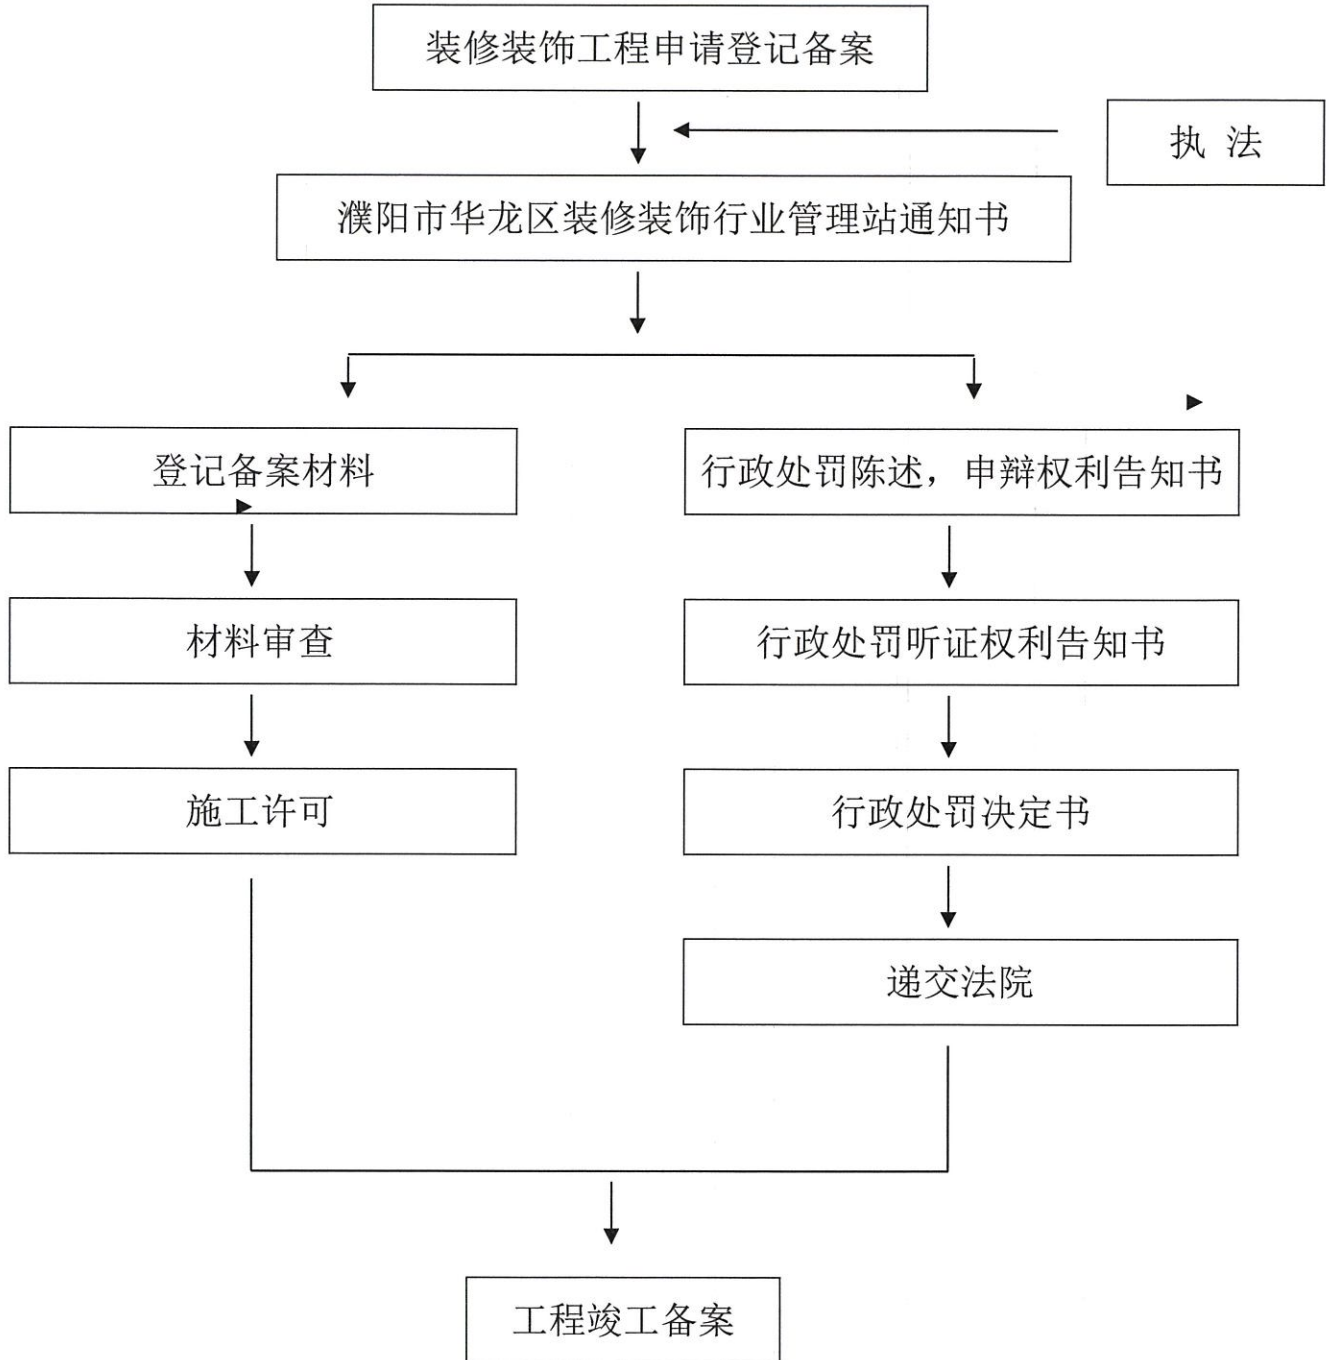 装修装饰工程申请登记备案
执 法
濮阳市华龙区装修装饰行业管理站通知书
登记备案材料
行政处罚陈述，申辩权利告知书
材料审查
行政处罚听证权利告知书
施工许可
行政处罚决定书
递交法院
工程竣工备案